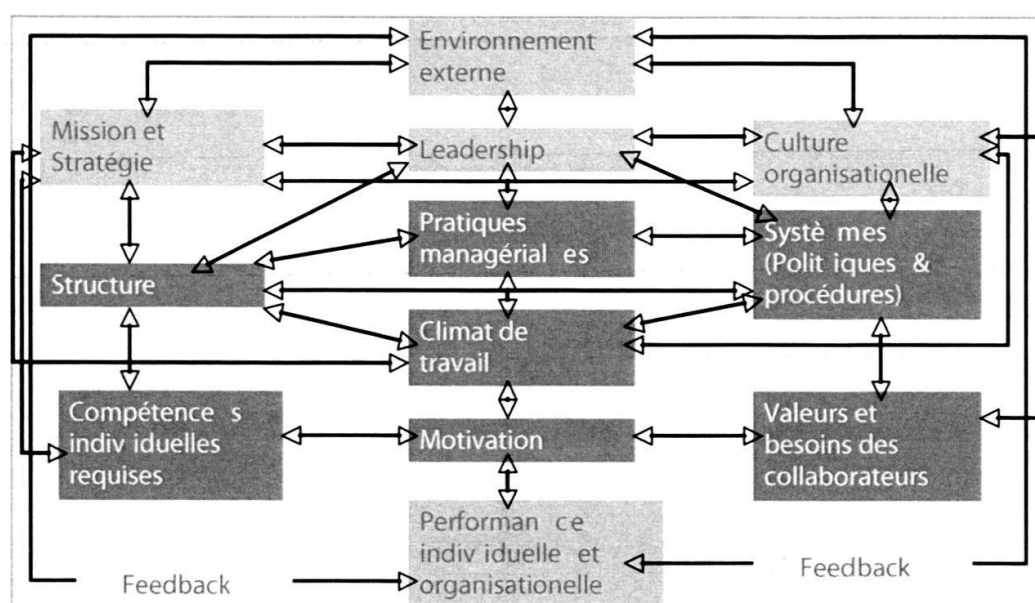 Environnement
externe
Mission et
Stratégie
Leadership
Culture
organisationelle
Pratiques
managérial es
Systè mes
(Polit iques &
procédures)
Structure
Climat de
travail
Compétence s
indiv iduelles
requises
Motivation
Valeurs et
besoins des
collaborateurs
Performan ce
indiv iduelle et
organisationelle
Feedback
Feedback